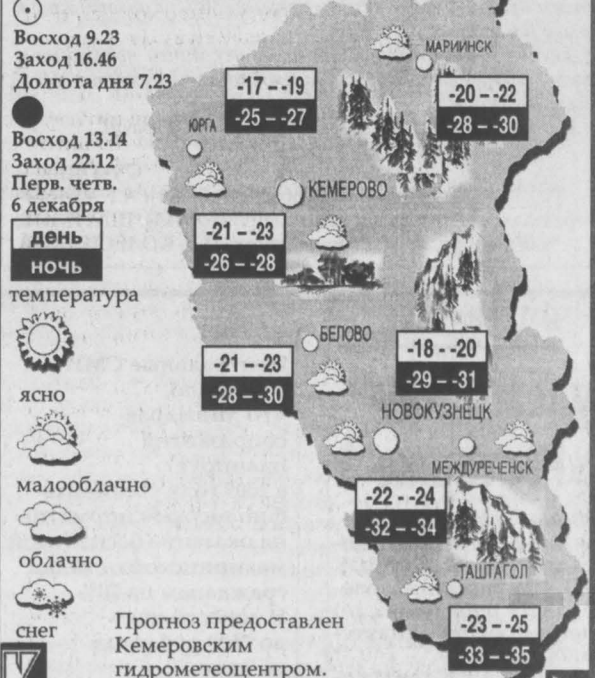 Восход 9.23
Заход 16.46
Долгота дня 7.23
Восход 13.14
Заход 22.12
Перв. четв.
6 декабря
день
ночь
температура
ясно
малооблачно
облачно
снег
МАРИИНСК
-17 – -19
-25 – -27
-20 – -22
-28 – -30
ЮРГА
КЕМЕРОВО
-21 – -23
-26 – -28
БЕЛОВО
-21 – -23
-28 – -30
-18 – -20
-29 – -31
НОВОКУЗНЕЦК
МЕЖДУРЕЧЕНСК
-22 - -24
-32 – -34
ТАШТАГОЛ
-23 – -25
-33 – -35
Прогноз предоставлен
Кемеровским
гидрометеоцентром.